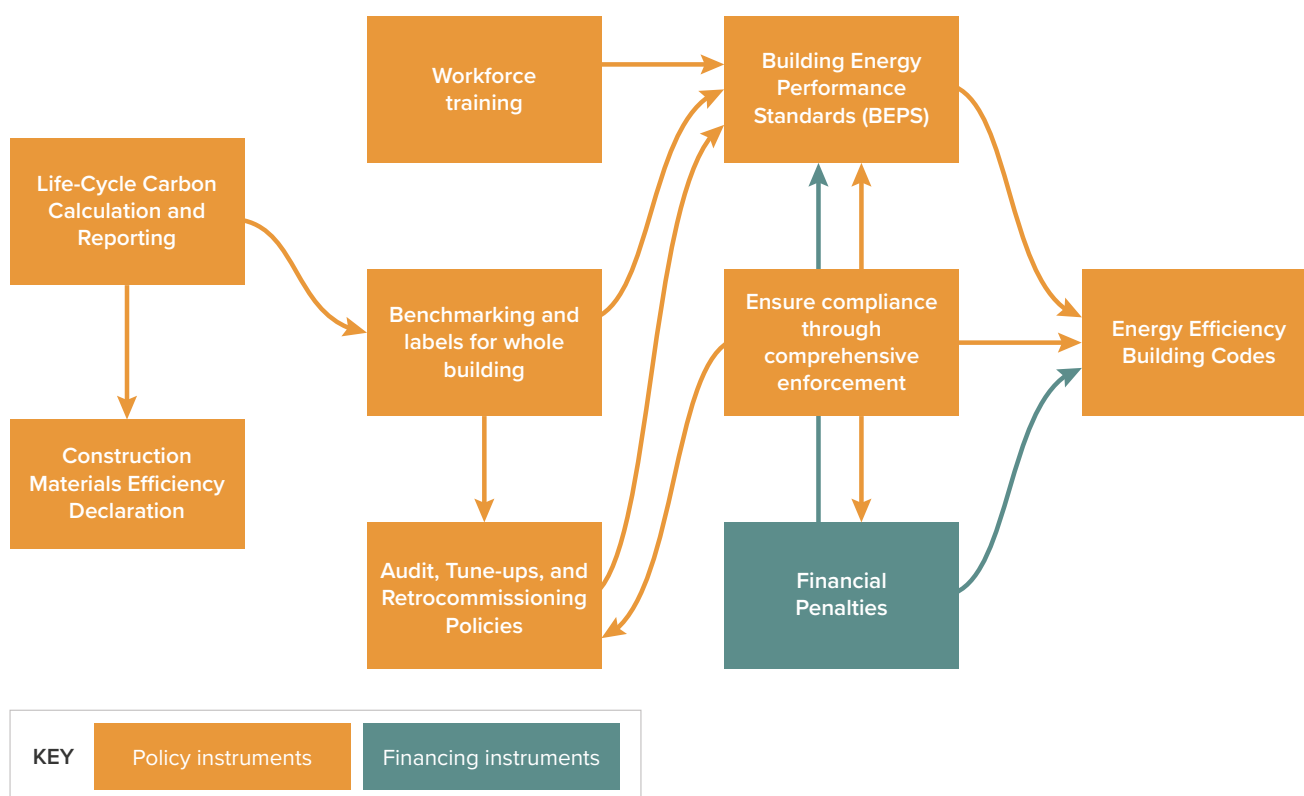 Workforce
training
Building Energy
Performance
Standards (BEPS)
Life-Cycle Carbon
Calculation and
Reporting
Benchmarking and
labels for whole
building
Ensure compliance
through
comprehensive
enforcement
Energy Efficiency
Building Codes
Construction
Materials Efficiency
Declaration
Audit, Tune-ups, and
Retrocommissioning
Policies
Financial
Penalties
KEY
Policy instruments
Financing instruments